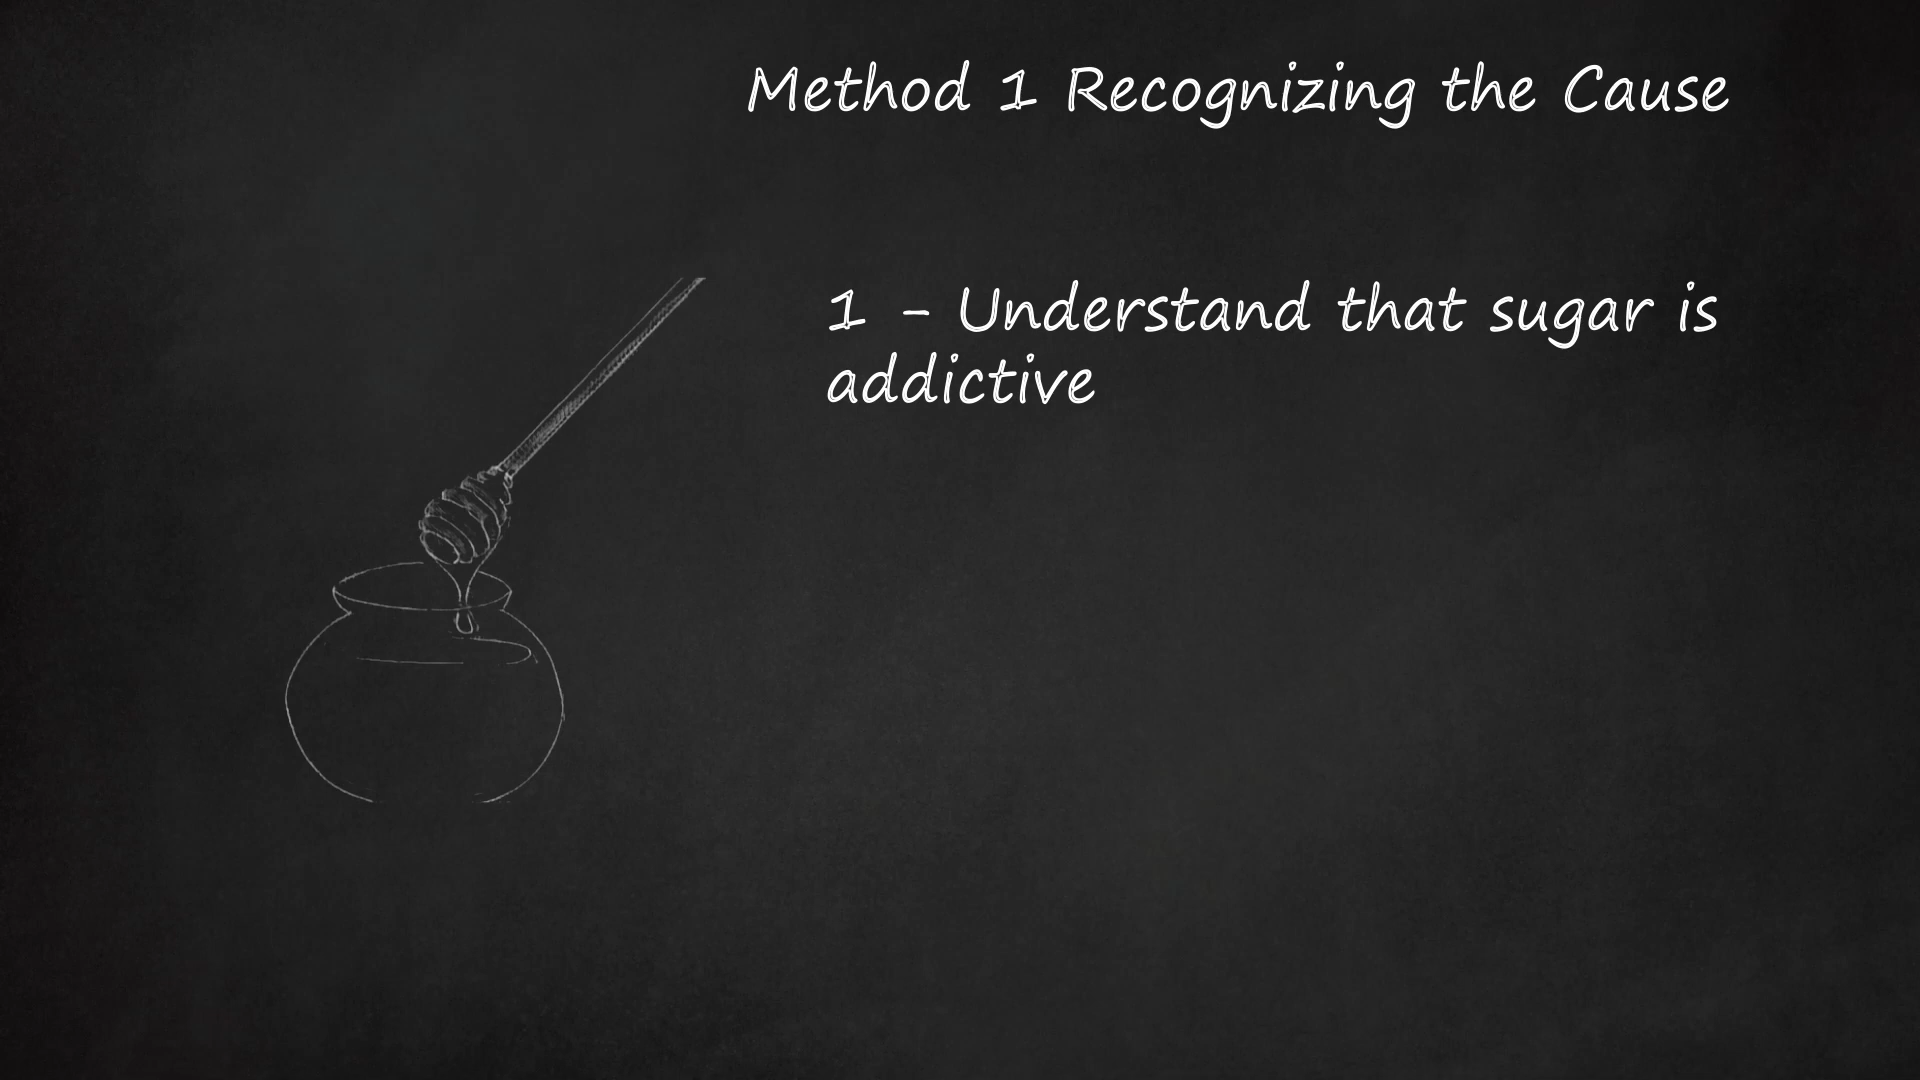 Method 1 Recognizing the Cause
1 - Understand that sugar is
addictive